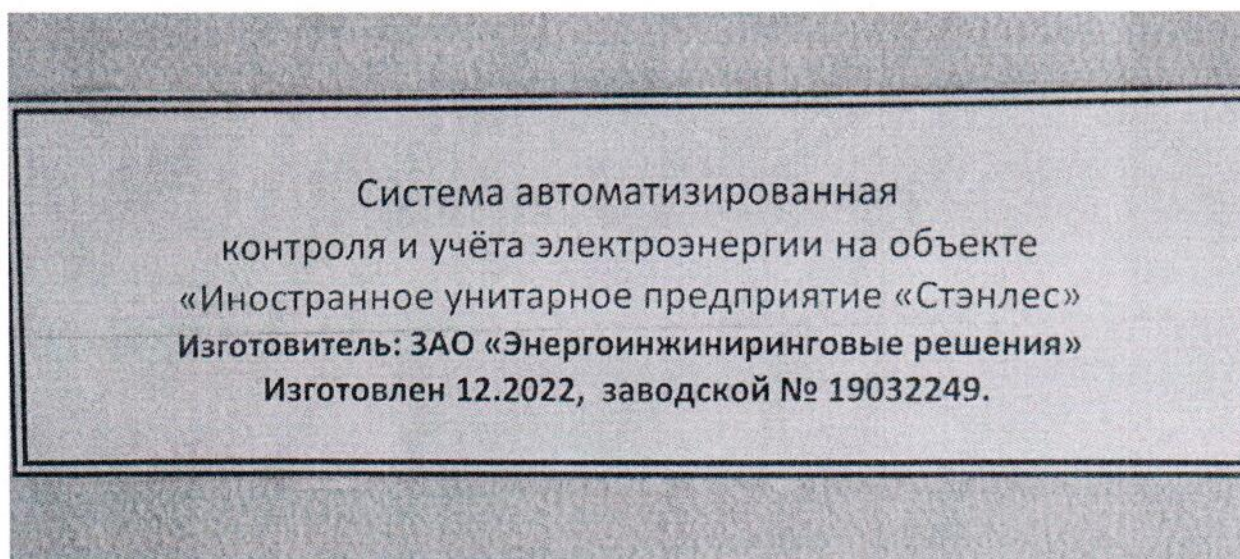 Система автоматизированная
контроля и учёта электроэнергии на объекте
«Иностранное унитарное предприятие «Стэнлес»
Изготовитель: ЗАО «Энергоинжиниринговые решения»
Изготовлен 12.2022, заводской № 19032249.